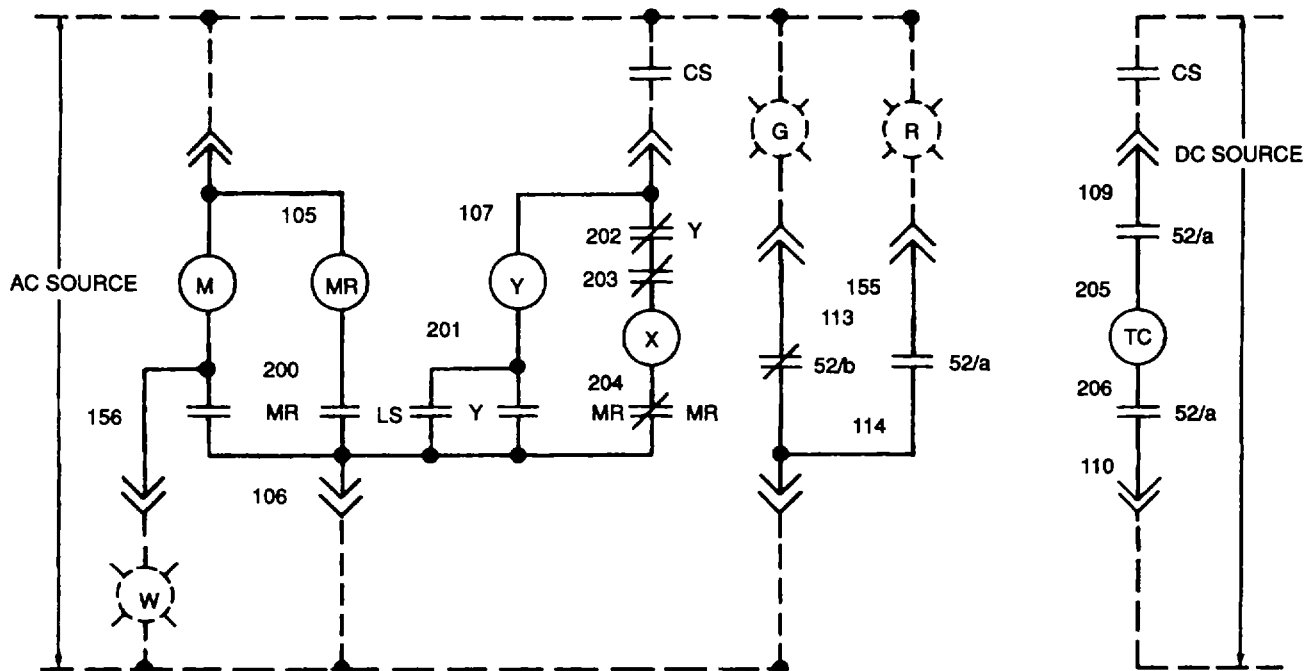 CS
CS
G
R
DC SOURCE
105
107
202
Y
109
52/a
AC SOURCE
M
MR
Y
203
155
205
113
X
TC
201
200
204
52/b
52/a
206
156
MR
LS
Y
MR
MR
52/a
114
106
110
W